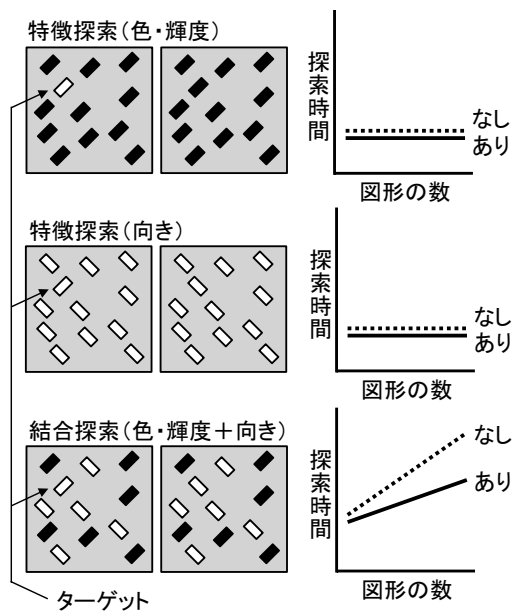 特徴探索(色・輝度)
探索時間
なし
あり
図形の数
特徴探索(向き)
探索時間
なし
あり
図形の数
結合探索(色・輝度+向き)
探索時間
なし
あり
図形の数
ターゲット